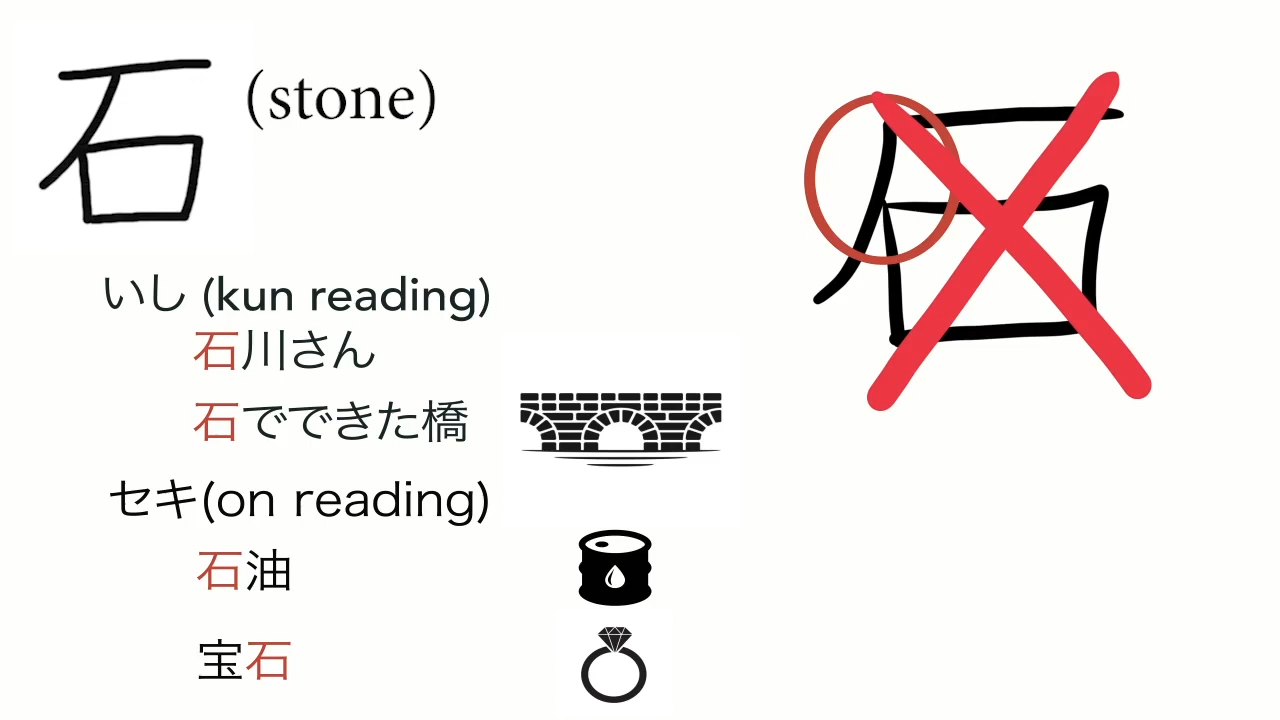 石 (stone)
いし (kun reading)
石川さん
石でできた橋
セキ(on reading)
石油
宝石
石